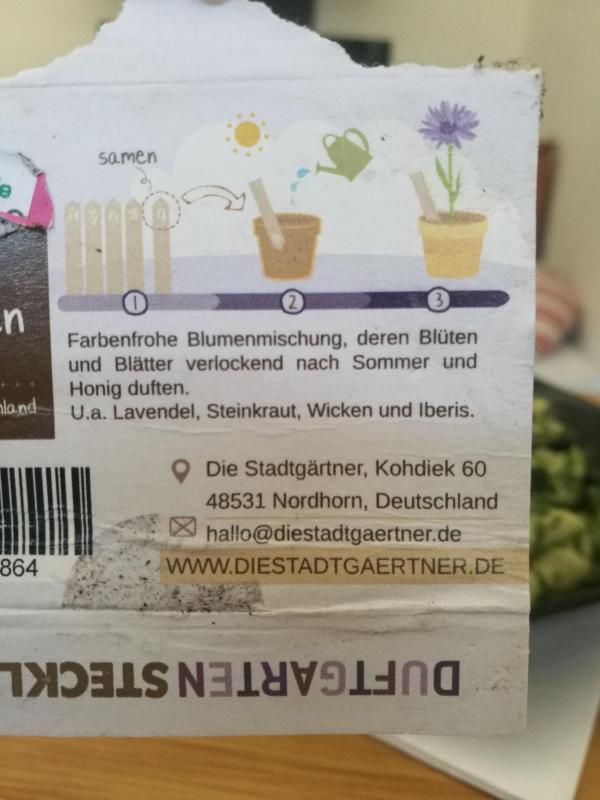 samen
1 2 3
Farbenfrohe Blumenmischung, deren Blüten
und Blätter verlockend nach Sommer und
Honig duften.
U.a. Lavendel, Steinkraut, Wicken und Iberis.
Die Stadtgärtner, Kohdiek 60
48531 Nordhorn, Deutschland
hallo@diestadtgaertner.de
WWW.DIESTADTGAERTNER.DE
864
DUFTGARTEN STECKL